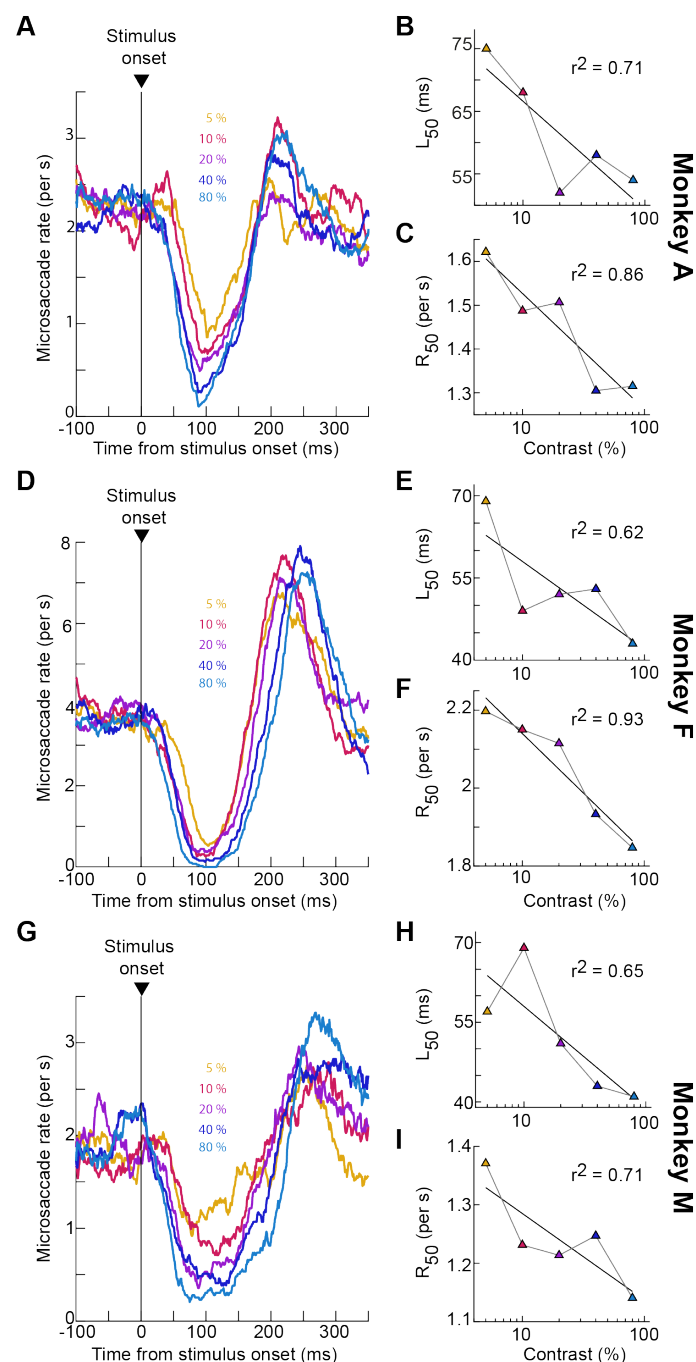 A
Stimulus
onset
Microsaccade rate (per s)
3
2
1
0
5 %
10 %
20 %
40 %
80 %
-100 0 100 200 300
Time from stimulus onset (ms)
B
L50 (ms)
75
65
55
r2 = 0.71
10 100
C
R50 (per s)
1.6
1.5
1.4
1.3
r2 = 0.86
10 100
Contrast (%)
Monkey A
D
Stimulus
onset
Microsaccade rate (per s)
8
6
4
2
0
5 %
10 %
20 %
40 %
80 %
-100 0 100 200 300
Time from stimulus onset (ms)
E
L50 (ms)
70
55
40
r2 = 0.62
F
R50 (per s)
2.2
2
1.8
r2 = 0.93
10 100
Contrast (%)
Monkey F
G
Stimulus
onset
Microsaccade rate (per s)
3
2
1
0
5 %
10 %
20 %
40 %
80 %
-100 0 100 200 300
Time from stimulus onset (ms)
H
L50 (ms)
70
55
40
r2 = 0.65
I
R50 (per s)
1.4
1.3
1.2
1.1
r2 = 0.71
10 100
Contrast (%)
Monkey M